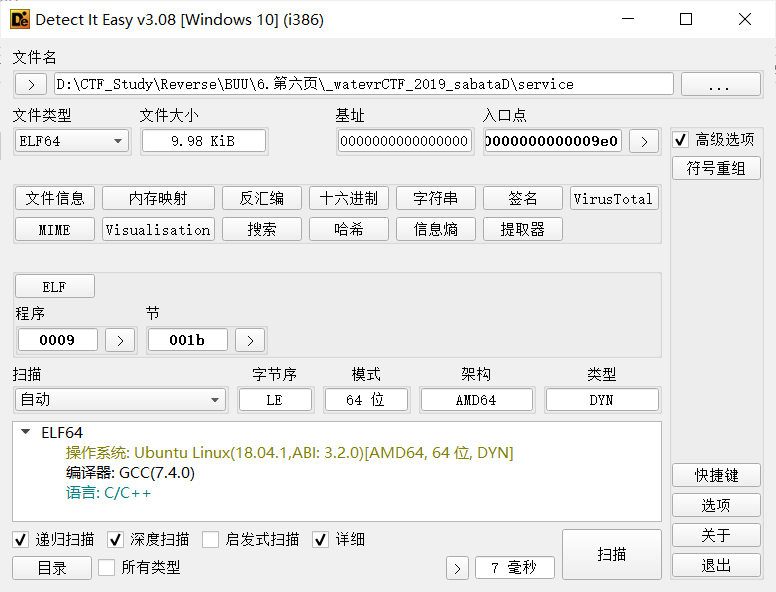 Detect It Easy v3.08 [Windows 10] (i386)
文件名
> D:\CTF_Study\Reverse\BUU\6.第六页\_watevrCTF_2019_sabataD\service ...
文件类型 文件大小 基址 入口点
ELF64 9.98 KiB 0000000000000000 0000000000009e0 > 高级选项
符号重组
文件信息 内存映射 反汇编 十六进制 字符串 签名 VirusTotal
MIME Visualisation 搜索 哈希 信息熵 提取器
ELF
程序 节
0009 > 001b >
扫描 字节序 模式 架构 类型
自动 LE 64 位 AMD64 DYN
ELF64
操作系统: Ubuntu Linux(18.04.1,ABI: 3.2.0)[AMD64, 64 位, DYN]
编译器: GCC(7.4.0)
语言: C/C++
快捷键
选项
递归扫描 深度扫描 启发式扫描 详细 扫描 关于
目录 所有类型 > 7 毫秒 退出